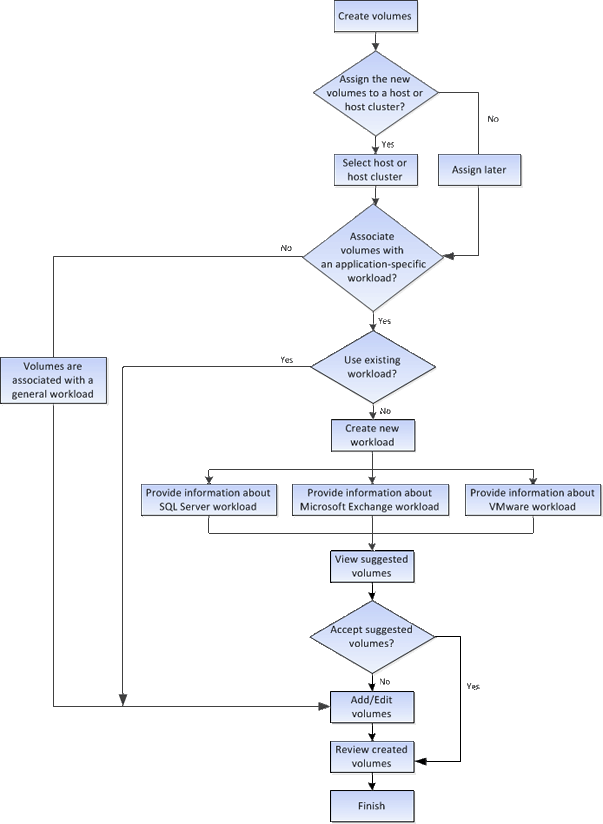 Create volumes
Assign the new
volumes to a host or
host cluster?
No
Yes
Select host or
host cluster
Assign later
Associate
volumes with
an application-specific
workload?
No
Yes
Volumes are
associated with a
general workload
Use existing
workload?
Yes
No
Create new
workload
Provide information about
SQL Server workload
Provide information about
Microsoft Exchange workload
Provide information about
VMware workload
View suggested
volumes
Accept suggested
volumes?
No
Yes
Add/Edit
volumes
Review created
volumes
Finish